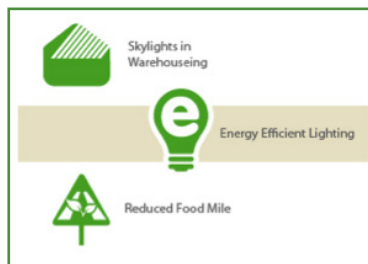 Skylights in
Warehouseing
e
Energy Efficient Lighting
Reduced Food Mile